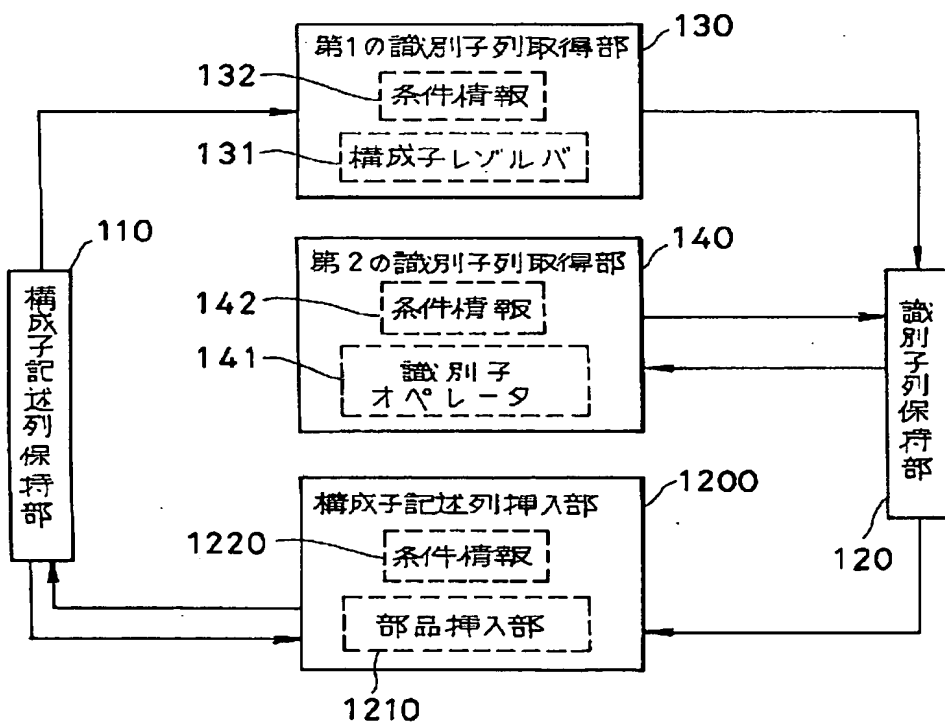 第1の識別子列取得部
130
132
条件情報
131
構成子レゾルバ
110
構成子記述列保持部
第2の識別子列取得部
140
142
条件情報
141
識別子
オペレータ
識別子列保持部
120
構成子記述列挿入部
1200
1220
条件情報
部品挿入部
1210